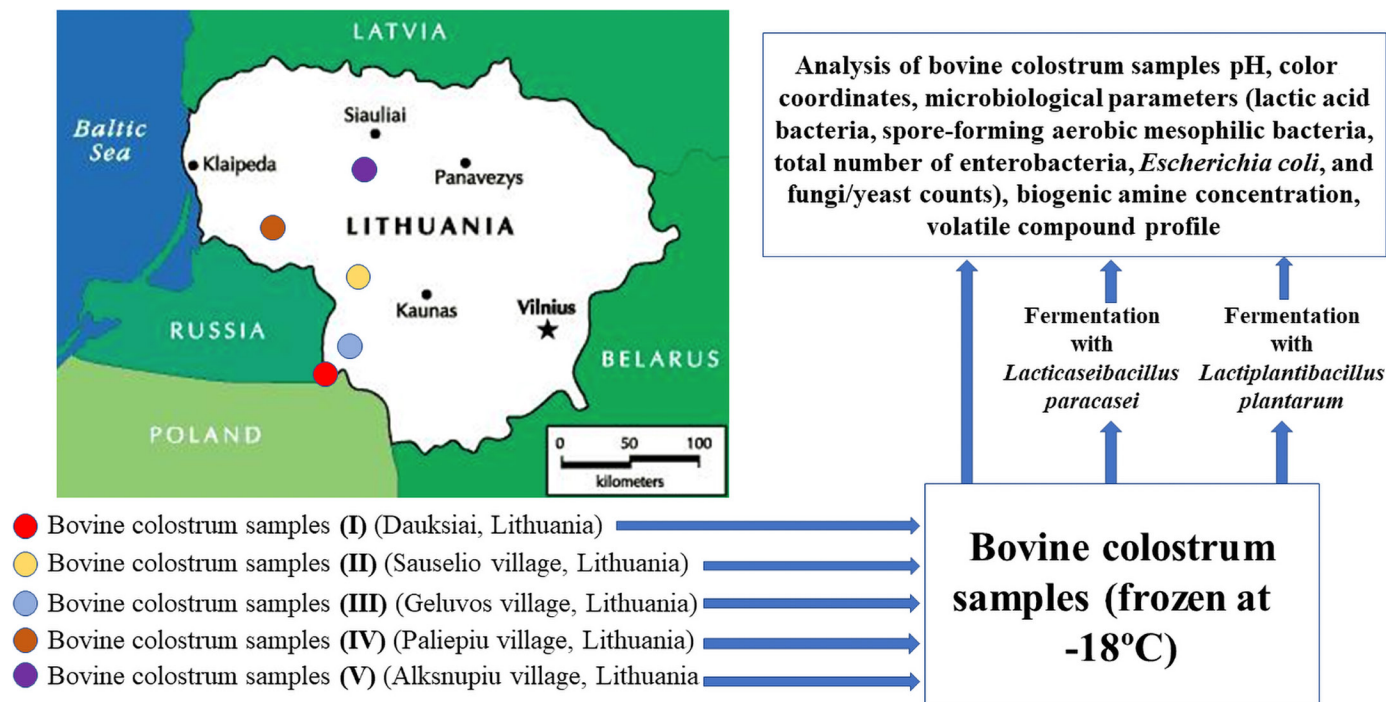 LATVIA
Baltic
Sea
Siauliai
Klaipeda
Panavezys
LITHUANIA
Kaunas
Vilnius
RUSSIA
BELARUS
POLAND
0 50 100
kilometers
Analysis of bovine colostrum samples pH, color
coordinates, microbiological parameters (lactic acid
bacteria, spore-forming aerobic mesophilic bacteria,
total number of enterobacteria, Escherichia coli, and
fungi/yeast counts), biogenic amine concentration,
volatile compound profile
Fermentation
with
Lacticaseibacillus
paracasei
Fermentation
with
Lactiplantibacillus
plantarum
Bovine colostrum samples (I) (Dauksiai, Lithuania)
Bovine colostrum samples (II) (Sauselio village, Lithuania)
Bovine colostrum samples (III) (Geluvos village, Lithuania)
Bovine colostrum samples (IV) (Paliepiu village, Lithuania)
Bovine colostrum samples (V) (Alksnupiu village, Lithuania
Bovine colostrum
samples (frozen at
-18ºC)